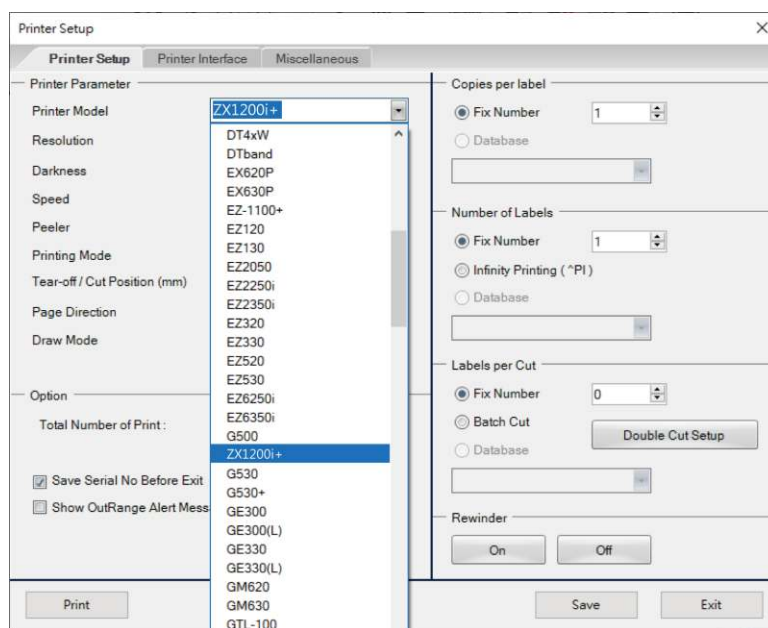 Printer Setup
Printer Setup
Printer Interface
Miscellaneous
Printer Parameter
Printer Model
ZX1200i+
Resolution
Darkness
Speed
Peeler
Printing Mode
Tear-off / Cut Position (mm)
Page Direction
Draw Mode
DT4xW
DTband
EX620P
EX630P
EZ-1100+
EZ120
EZ130
EZ2050
EZ2250i
EZ2350i
EZ320
EZ330
EZ520
EZ530
EZ6250i
EZ6350i
G500
ZX1200i+
G530
G530+
GE300
GE300(L)
GE330
GE330(L)
GM620
GM630
GTL-100
Option
Total Number of Print :
Save Serial No Before Exit
Show OutRange Alert Mess
Copies per label
Fix Number
1
Database
Number of Labels
Fix Number
1
Infinity Printing ( ^PI )
Database
Labels per Cut
Fix Number
0
Batch Cut
Double Cut Setup
Database
Rewinder
On
Off
Print
Save
Exit